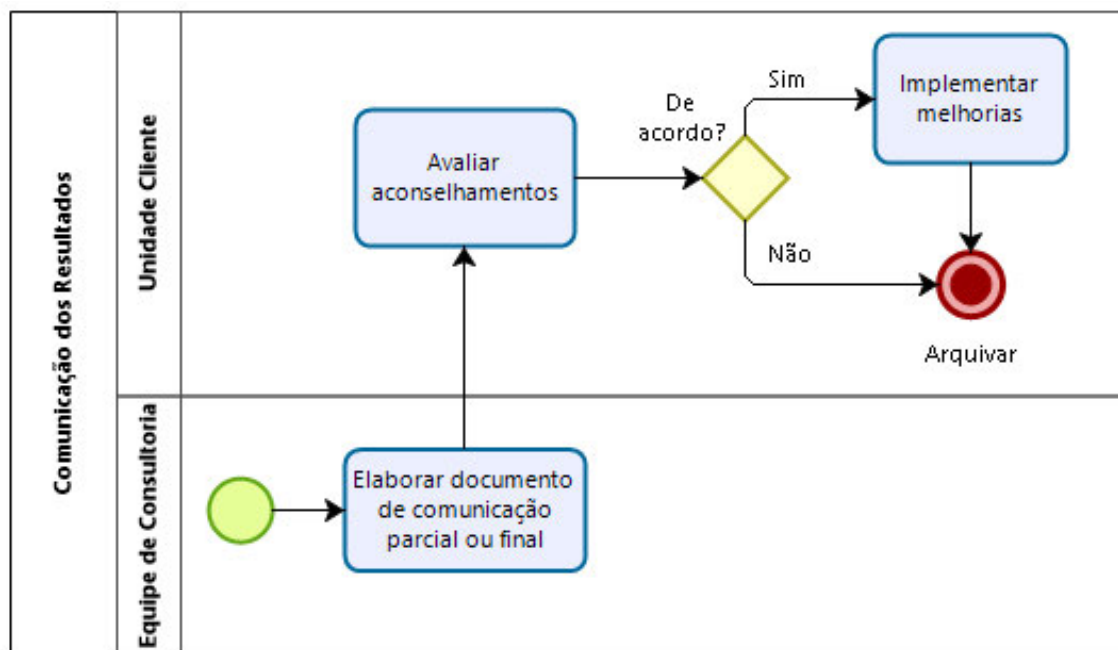 Comunicação dos Resultados
Unidade Cliente
Avaliar
aconselhamentos
De
acordo?
Sim
Implementar
melhorias
Não
Arquivar
Equipe de Consultoria
Elaborar documento
de comunicação
parcial ou final